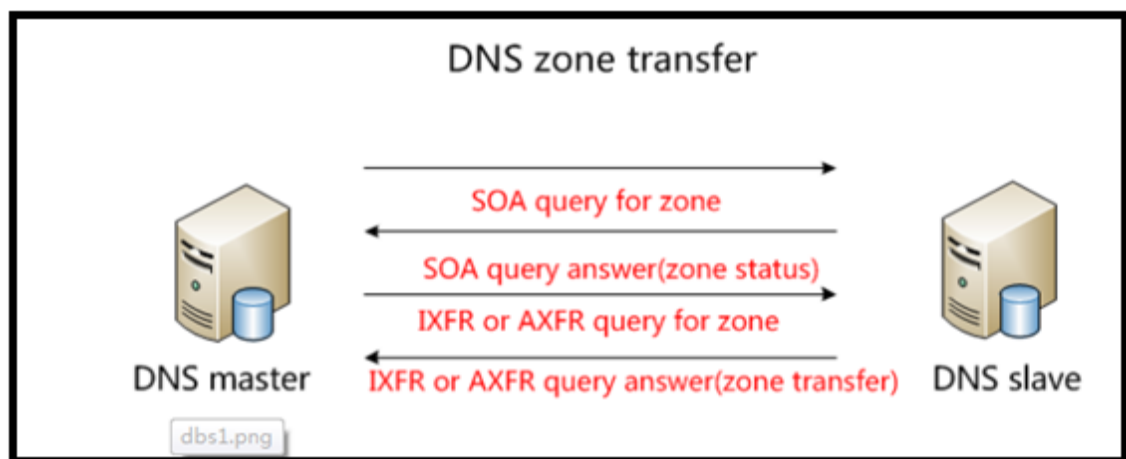 DNS zone transfer
SOA query for zone
SOA query answer(zone status)
IXFR or AXFR query for zone
IXFR or AXFR query answer(zone transfer)
DNS master
DNS slave
dbs1.png